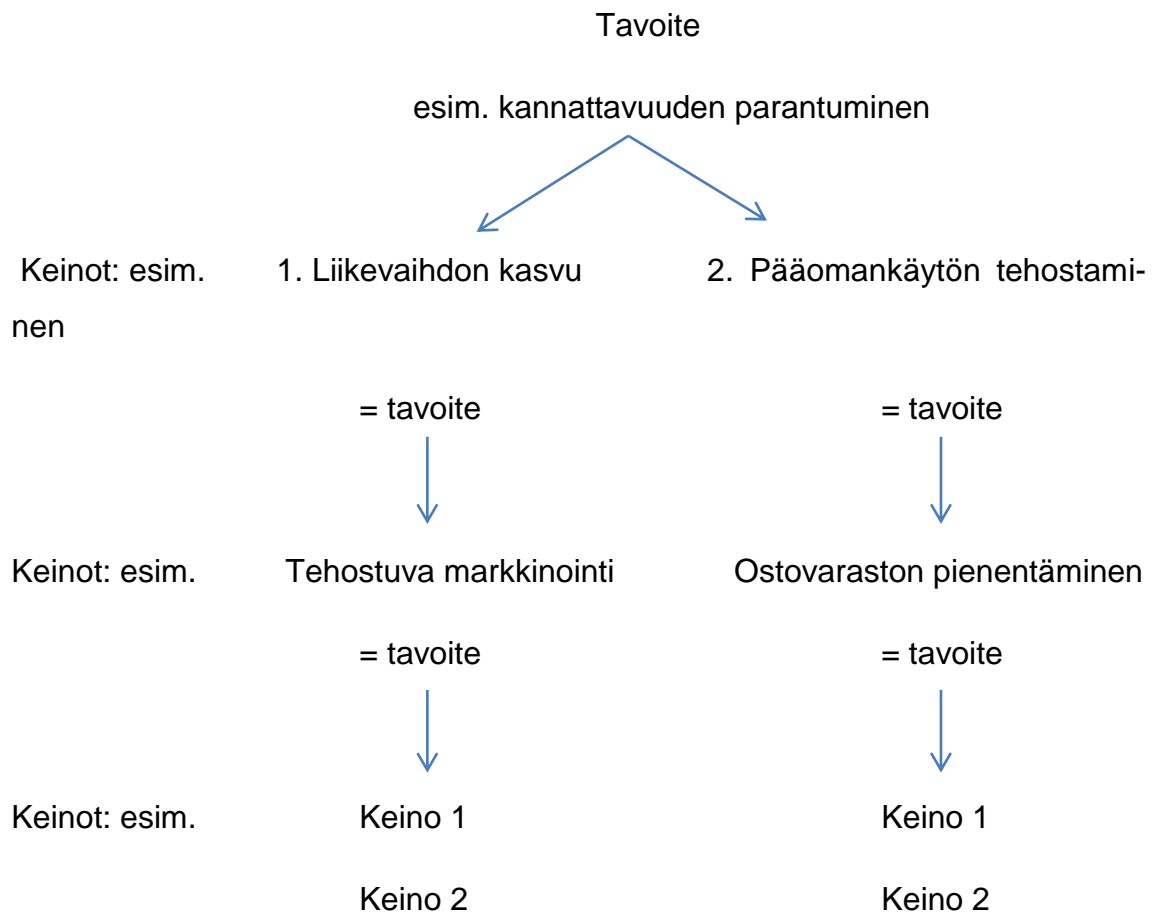 Tavoite
esim. kannattavuuden parantuminen
Keinot: esim. 1. Liikevaihdon kasvu 2. Pääomankäytön tehostami-
nen
= tavoite = tavoite
Keinot: esim. Tehostuva markkinointi Ostovaraston pienentäminen
= tavoite = tavoite
Keinot: esim. Keino 1 Keino 1
Keino 2 Keino 2